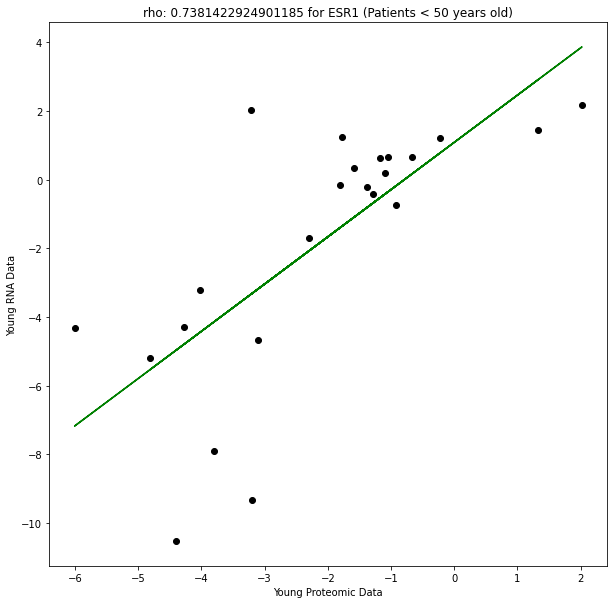 rho: 0.7381422924901185 for ESR1 (Patients < 50 years old)
4
2
0
−2
−4
−6
−8
−10
Young RNA Data
−6 −5 −4 −3 −2 −1 0 1 2
Young Proteomic Data